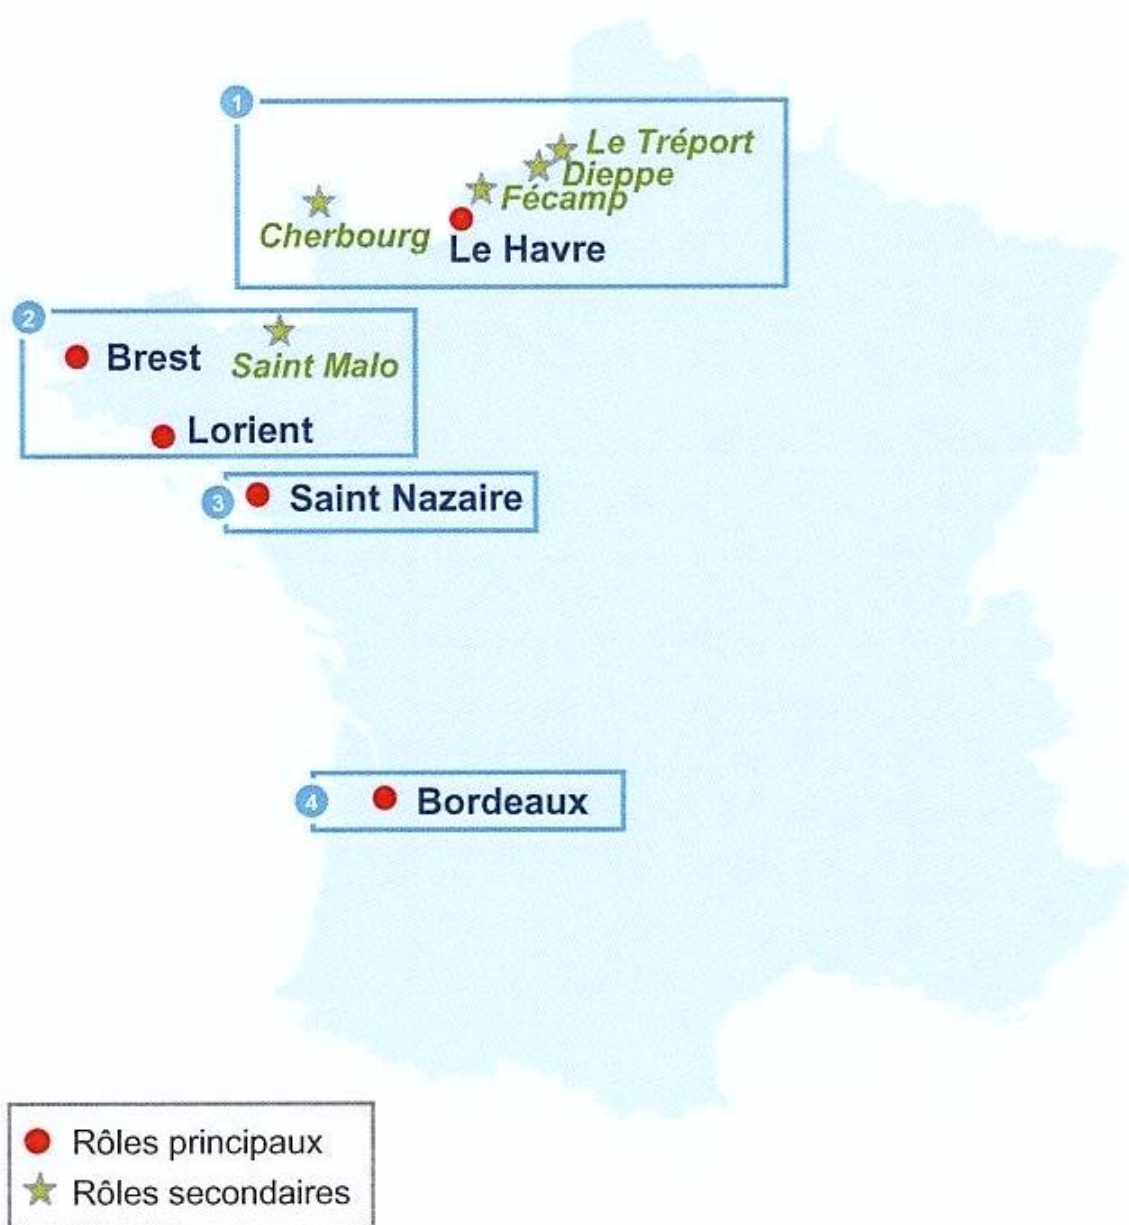 1
Le Tréport
Dieppe
Fécamp
Cherbourg
Le Havre
2
Brest
Saint Malo
Lorient
3
Saint Nazaire
4
Bordeaux
Rôles principaux
Rôles secondaires